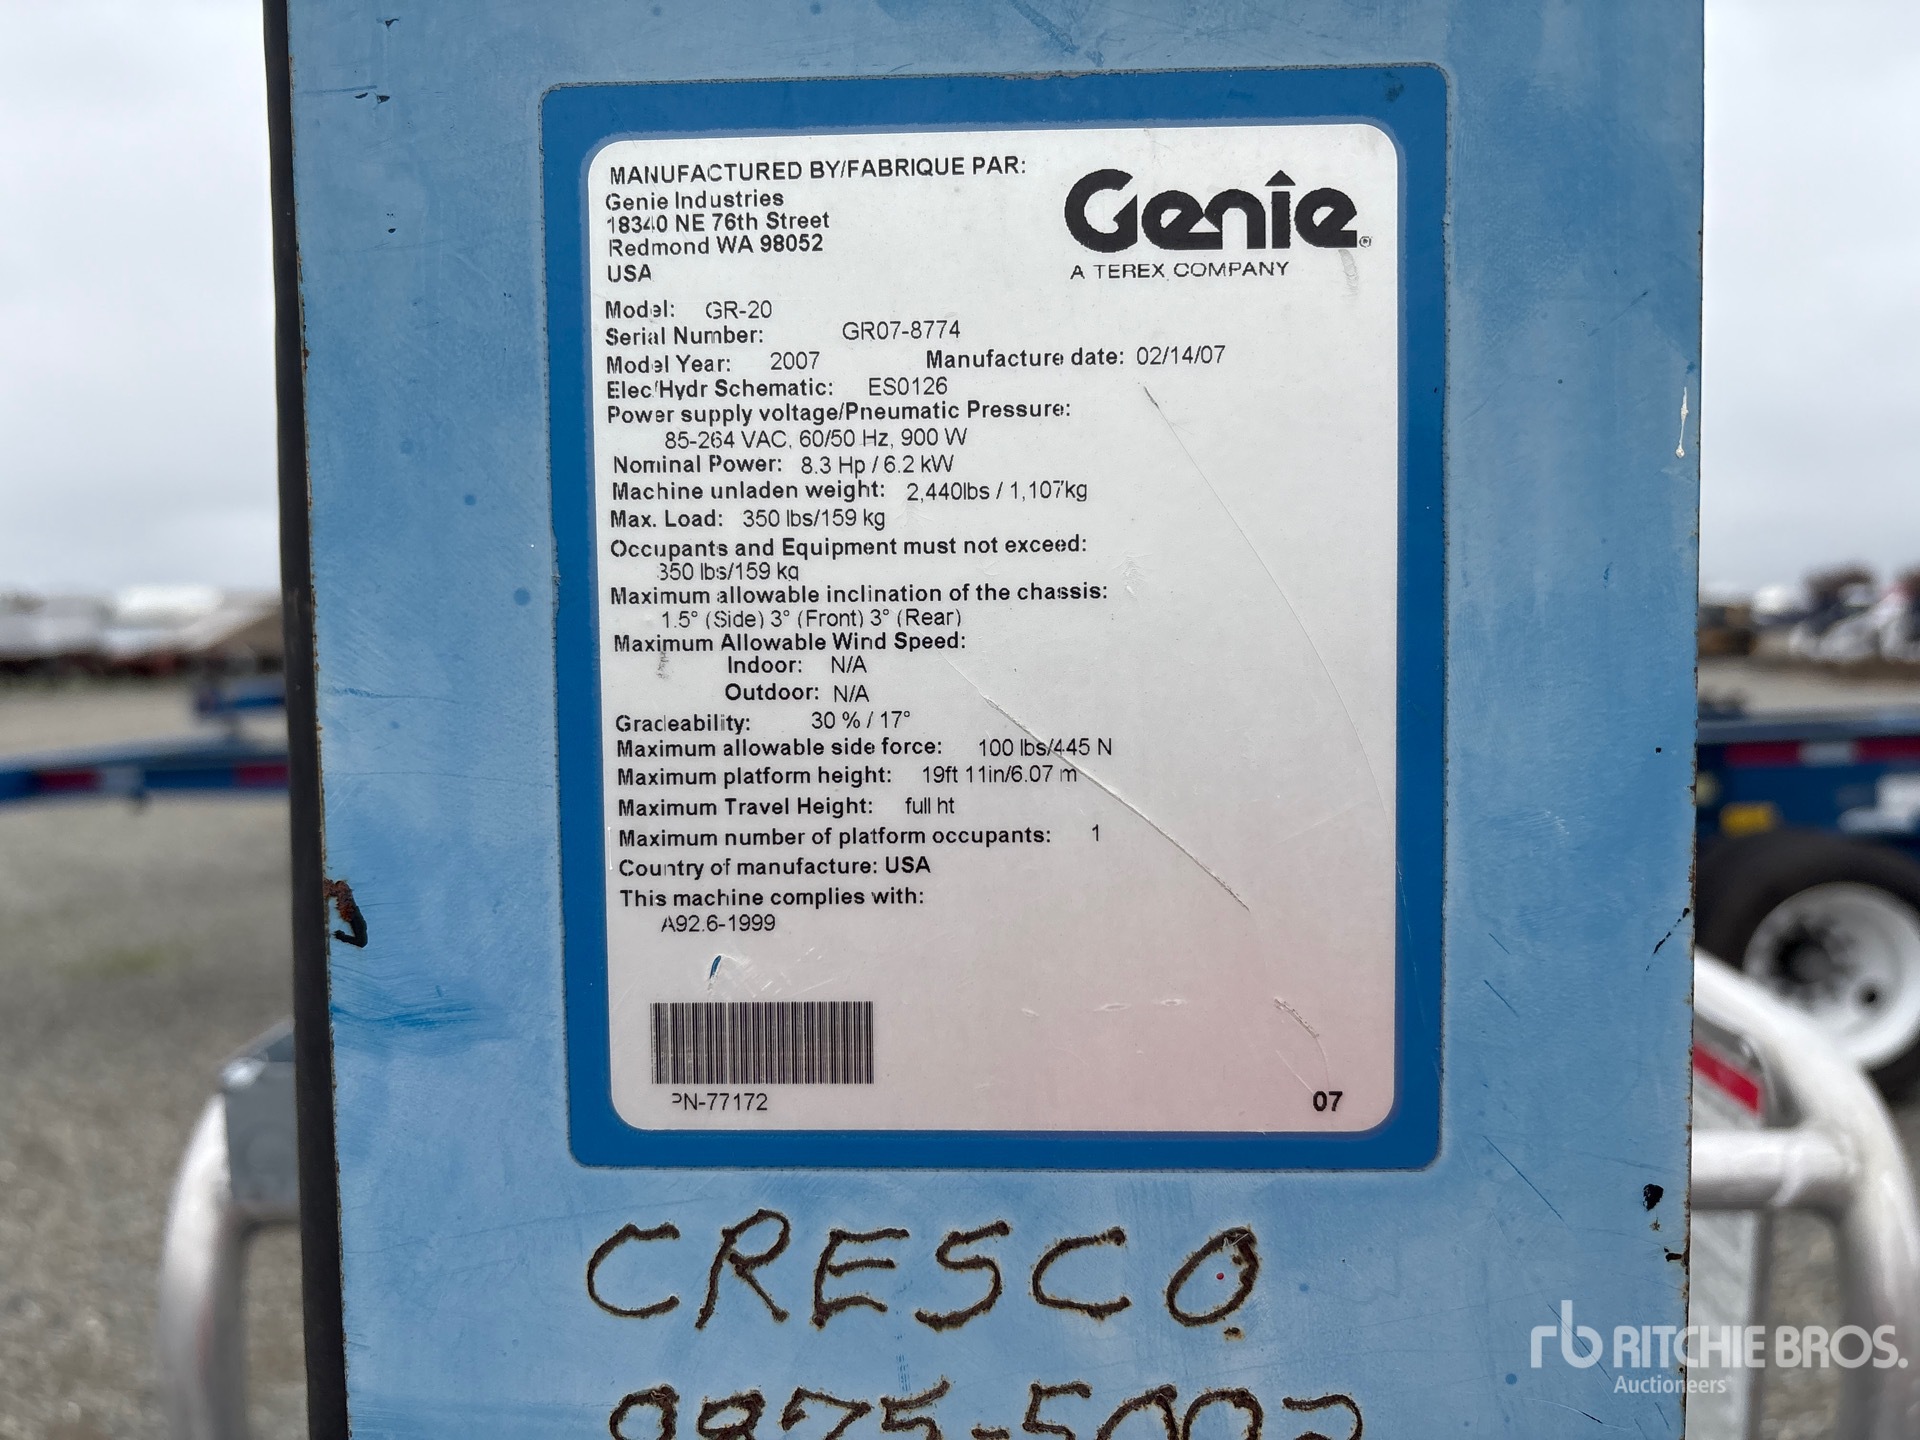 MANUFACTURED BY/FABRIQUE PAR:
Genie Industries
18340 NE 76th Street
Redmond WA 98052
USA
Genie®
A TEREX COMPANY
Model: GR-20
Serial Number: GR07-8774
Model Year: 2007 Manufacture date: 02/14/07
Elec/Hydr Schematic: ES0126
Power supply voltage/Pneumatic Pressure:
85-264 VAC, 60/50 Hz, 900 W
Nominal Power: 8.3 Hp / 6.2 kW
Machine unladen weight: 2,440lbs / 1,107kg
Max. Load: 350 lbs/159 kg
Occupants and Equipment must not exceed:
350 lbs/159 kg
Maximum allowable inclination of the chassis:
1.5° (Side) 3° (Front) 3° (Rear)
Maximum Allowable Wind Speed:
Indoor: N/A
Outdoor: N/A
Gradeability: 30 % / 17°
Maximum allowable side force: 100 lbs/445 N
Maximum platform height: 19ft 11in/6.07 m
Maximum Travel Height: full ht
Maximum number of platform occupants: 1
Country of manufacture: USA
This machine complies with:
A92.6-1999
PN-77172
07
CRESCO
rb RITCHIE BROS.
Auctioneers